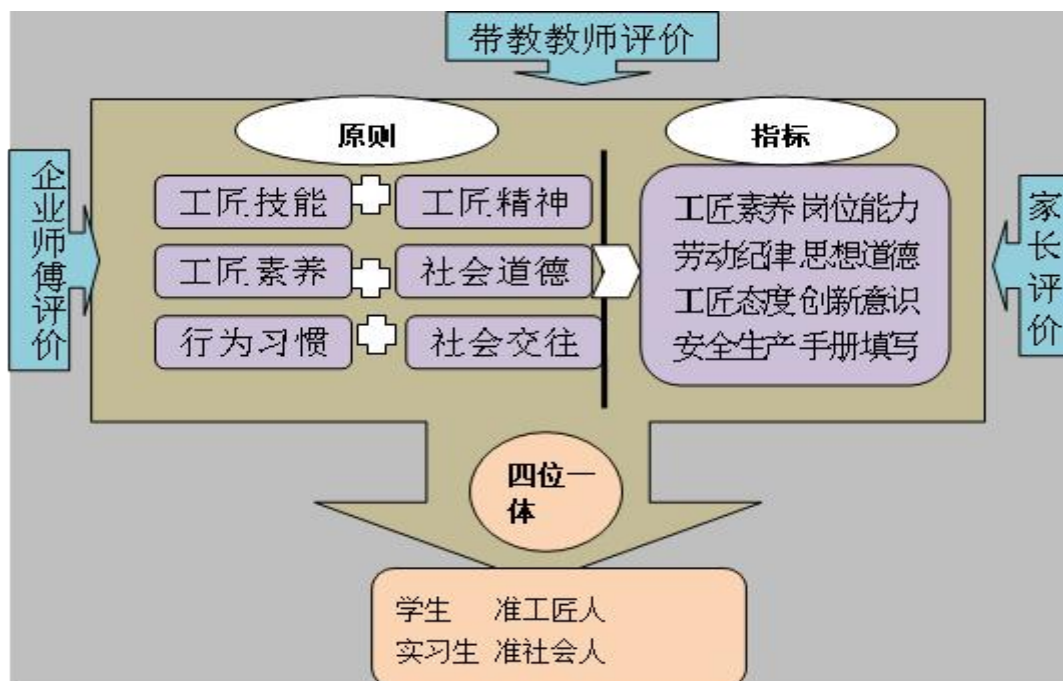 带教教师评价
企业师傅评价
原则
工匠技能 工匠精神
工匠素养 社会道德
行为习惯 社会交往
指标
工匠素养 岗位能力
劳动纪律 思想道德
工匠态度 创新意识
安全生产 手册填写
家长评价
四位一
体
学生 准工匠人
实习生 准社会人